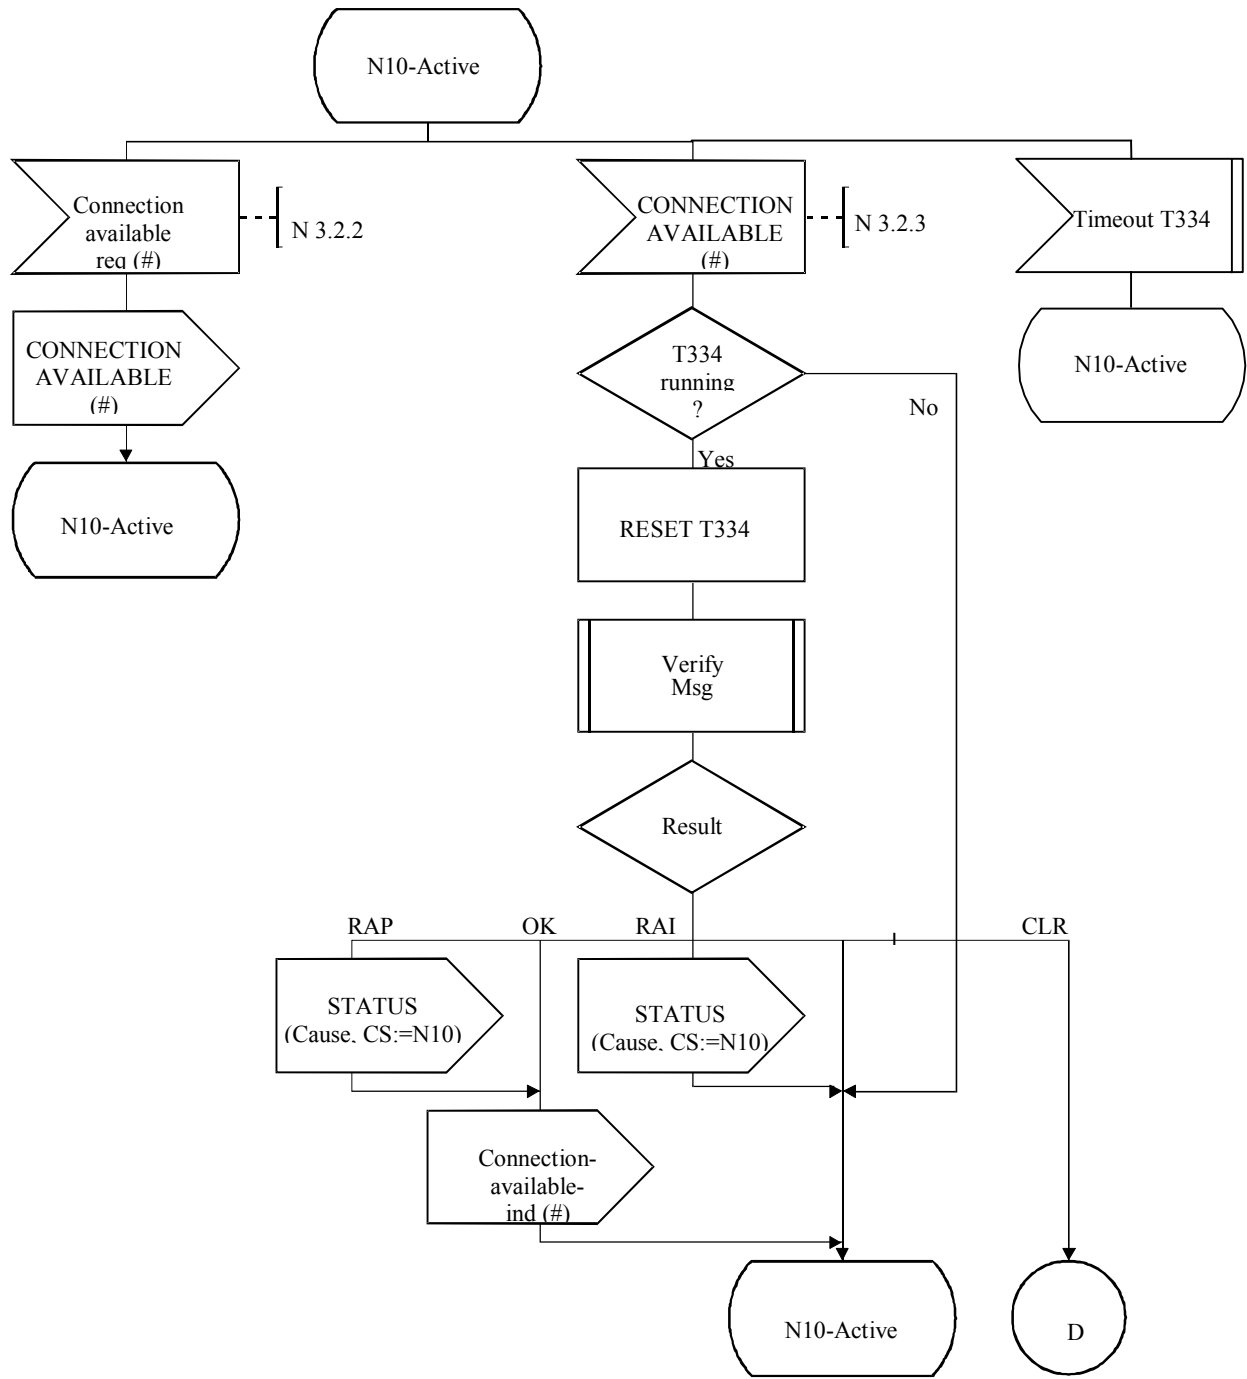 N10-Active
Connection
available
req (#)
N 3.2.2
CONNECTION
AVAILABLE
(#)
N 3.2.3
Timeout T334
CONNECTION
AVAILABLE
(#)
T334
running
?
No
Yes
N10-Active
N10-Active
RESET T334
Verify
Msg
Result
RAP
OK
RAI
CLR
STATUS
(Cause, CS:=N10)
STATUS
(Cause, CS:=N10)
Connection-
available-
ind (#)
N10-Active
D